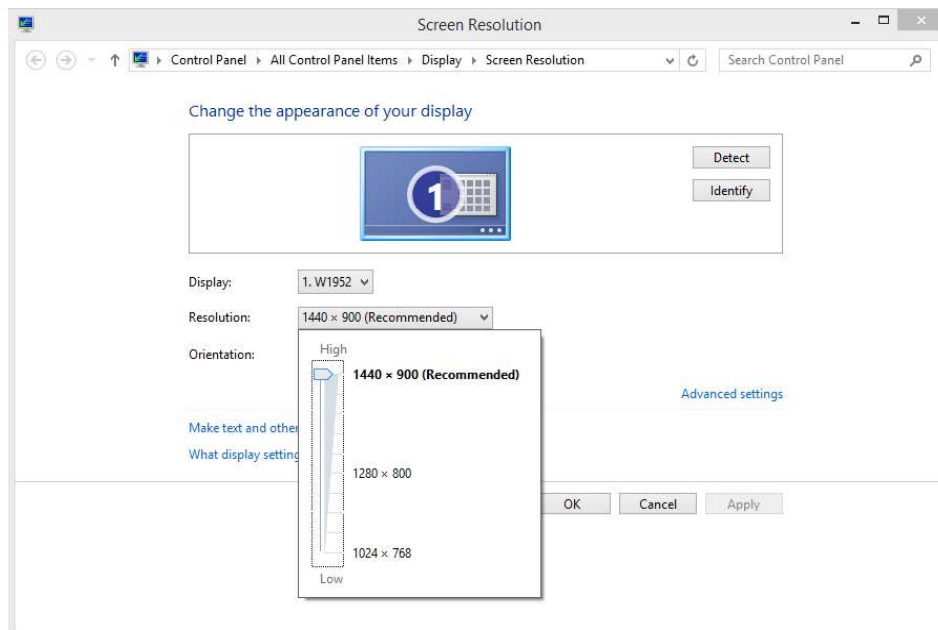 Screen Resolution
Control Panel All Control Panel Items Display Screen Resolution Search Control Panel
Change the appearance of your display
1
Detect
Identify
Display: 1. W1952
Resolution: 1440 × 900 (Recommended)
Orientation:
High
1440 × 900 (Recommended)
Advanced settings
Make text and other
What display setting
1280 × 800
OK Cancel Apply
1024 × 768
Low